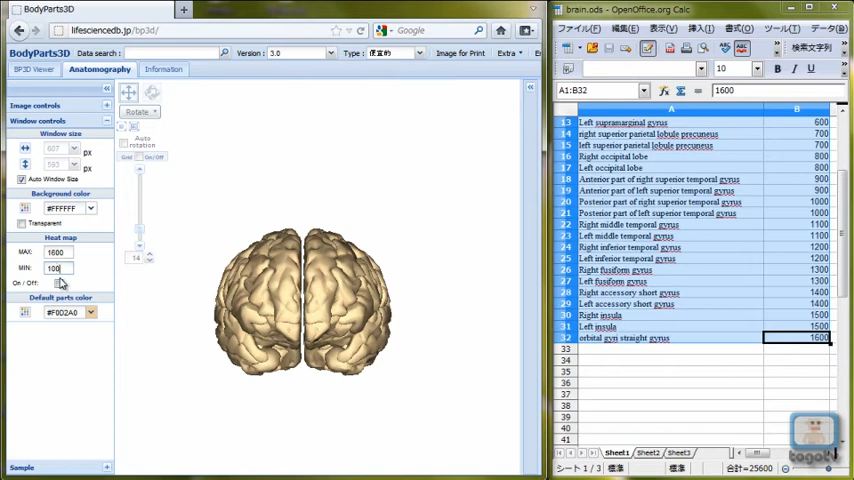 BodyParts3D
brain.ods - OpenOffice.org Calc
lifesciencedb.jp/bp3d/
Google
ファイル(F) 編集(E) 表示(V) 挿入(I) 書式(O) ツール(T) データ(D)
検索文字列
BodyParts3D Data search : Version : 3.0 Type : 便宜的 Image for Print Extra
10 B I U
BP3D Viewer Anatomography Information
A1:B32 fx Σ = 1600
Image controls
Window controls
Window size
607 px
593 px
Auto Window Size
Background color
#FFFFFF
Transparent
Heat map
MAX: 1600
MIN: 100
On / Off:
Default parts color
#F0D2A0
Sample
Rotate
Auto rotation
Grid On/Off
14
A B
13 Left supramarginal gyrus 600
14 right superior parietal lobule precuneus 700
15 left superior parietal lobule precuneus 700
16 Right occipital lobe 800
17 Left occipital lobe 800
18 Anterior part of right superior temporal gyrus 900
19 Anterior part of left superior temporal gyrus 900
20 Posterior part of right superior temporal gyrus 1000
21 Posterior part of left superior temporal gyrus 1000
22 Right middle temporal gyrus 1100
23 Left middle temporal gyrus 1100
24 Right inferior temporal gyrus 1200
25 Left inferior temporal gyrus 1200
26 Right fusiform gyrus 1300
27 Left fusiform gyrus 1300
28 Right accessory short gyrus 1400
29 Left accessory short gyrus 1400
30 Right insula 1500
31 Left insula 1500
32 orbital gyri straight gyrus 1600
33
34
35
36
37
38
39
40
41
Sheet1 Sheet2 Sheet3
シート 1 / 3 標準 標準 合計=25600
togotv